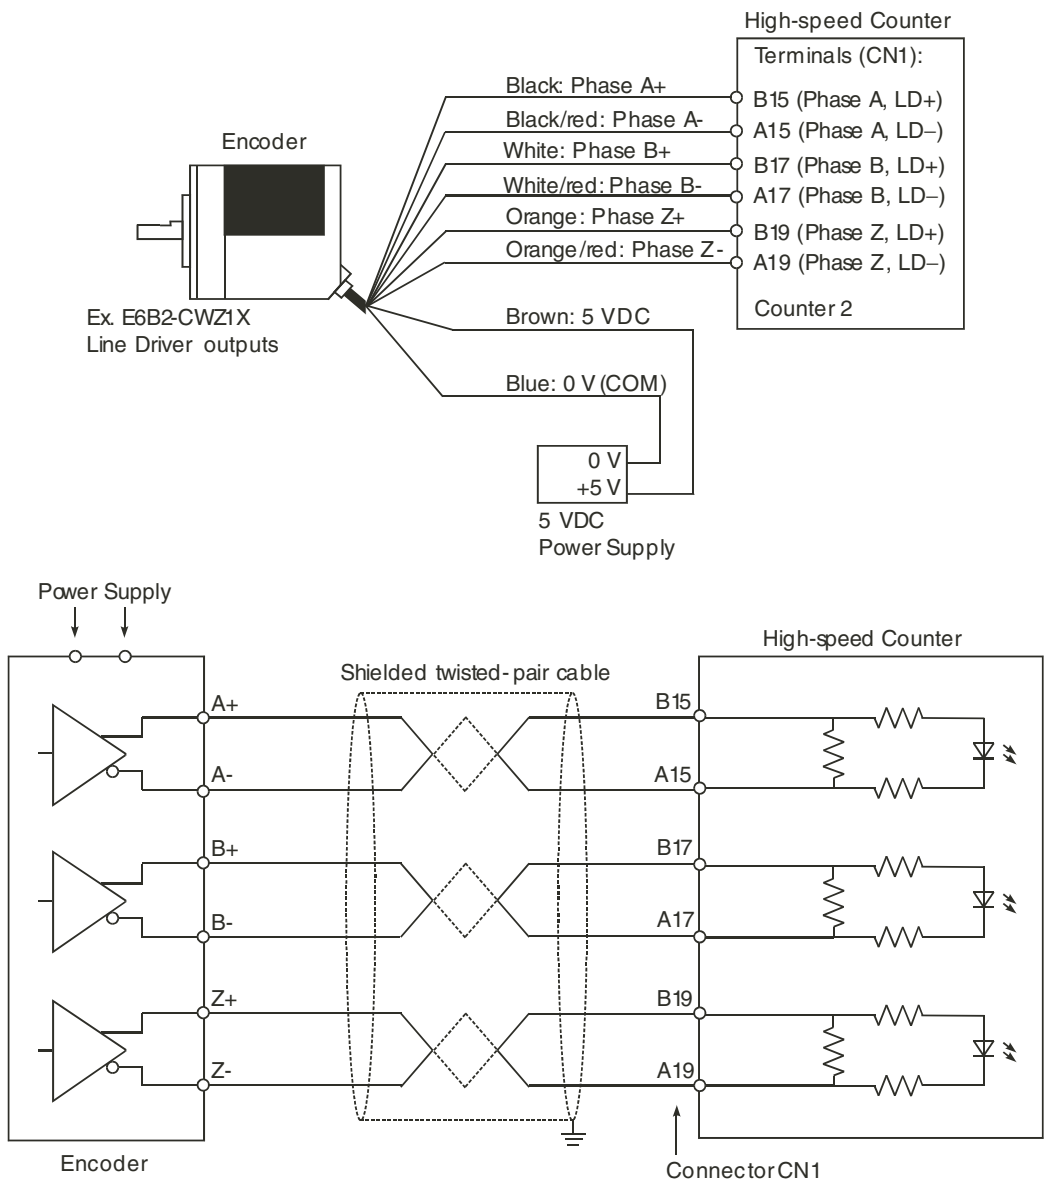 High-speed Counter
Terminals (CN1):
Black: Phase A+
B15 (Phase A, LD+)
Black/red: Phase A-
A15 (Phase A, LD−)
White: Phase B+
B17 (Phase B, LD+)
White/red: Phase B-
A17 (Phase B, LD−)
Orange: Phase Z+
B19 (Phase Z, LD+)
Orange/red: Phase Z-
A19 (Phase Z, LD−)
Counter 2
Encoder
Ex. E6B2-CWZ1X
Line Driver outputs
Brown: 5 VDC
Blue: 0 V (COM)
0 V
+5 V
5 VDC
Power Supply
Power Supply
High-speed Counter
Shielded twisted-pair cable
A+
B15
A-
A15
B+
B17
B-
A17
Z+
B19
Z-
A19
Encoder
Connector CN1